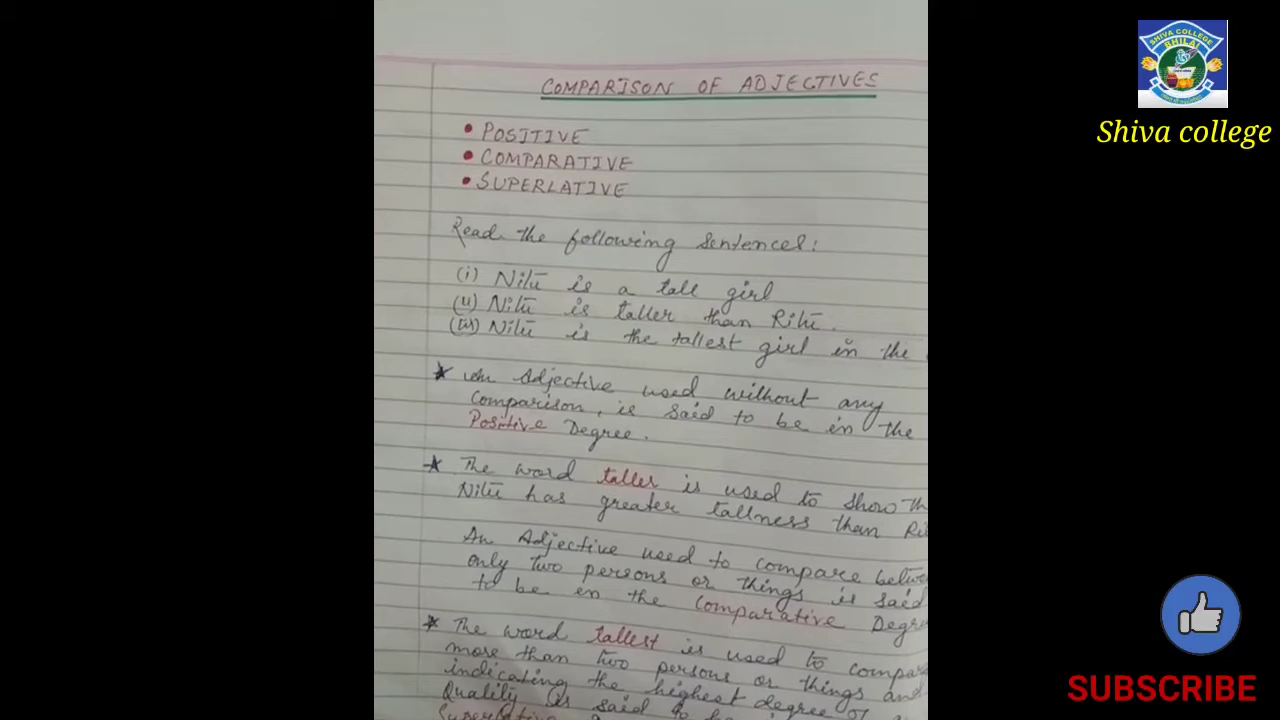 COMPARISON OF ADJECTIVES
• POSITIVE
• COMPARATIVE
• SUPERLATIVE
Read the following sentences:
(i) Nitu is a tall girl
(ii) Nitu is taller than Ritu.
(iii) Nitu is the tallest girl in the
* An Adjective used without any
comparison, is said to be in the
Positive Degree.
* The word taller is used to show
Nitu has greater tallness than
An Adjective used to compare
only two persons or things is said
to be in the Comparative
* The word tallest is used to
more than two persons or things and
indicating the highest degree of
Quality is said to
Superlative
SHIVA COLLEGE
BHILAI
Shiva college
SUBSCRIBE